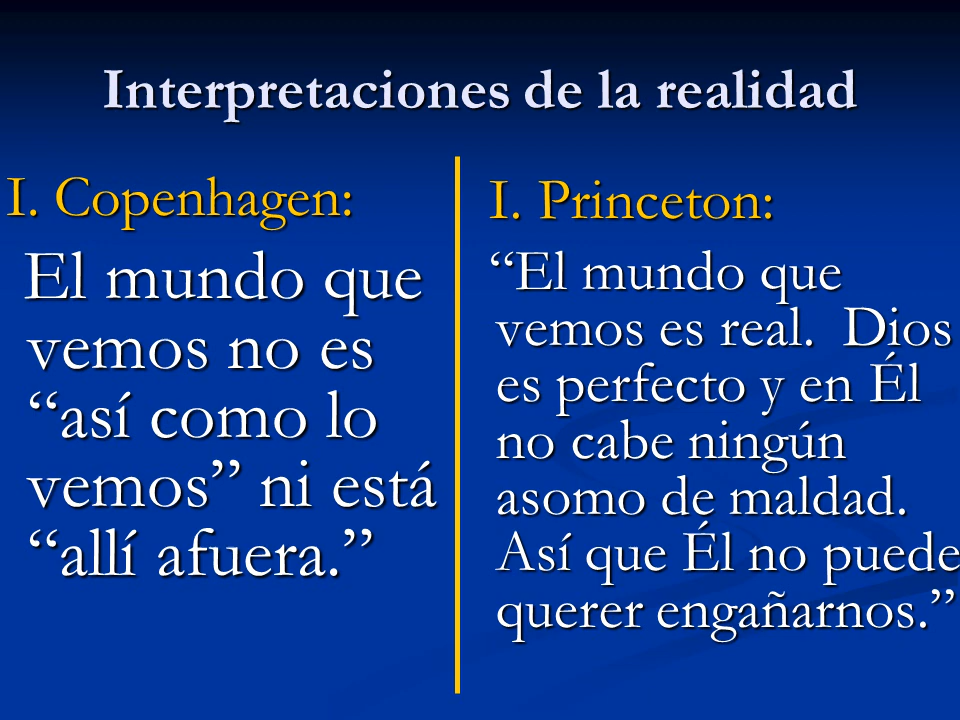 Interpretaciones de la realidad
I. Copenhagen:
El mundo que
vemos no es
“así como lo
vemos” ni está
“allí afuera.”
I. Princeton:
“El mundo que
vemos es real.  Dios
es perfecto y en Él
no cabe ningún
asomo de maldad.
Así que Él no puede
querer engañarnos.”